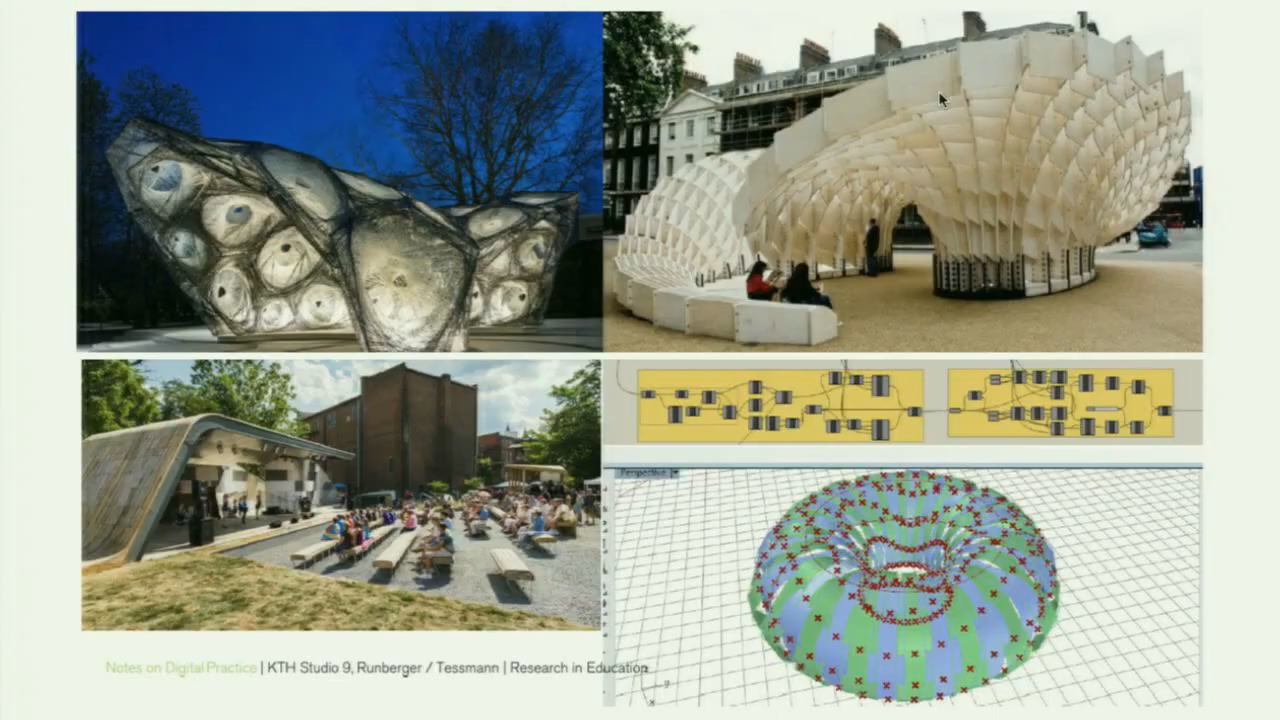 Perspective
Notes on Digital Practice | KTH Studio 9, Runberger / Tessmann | Research in Education